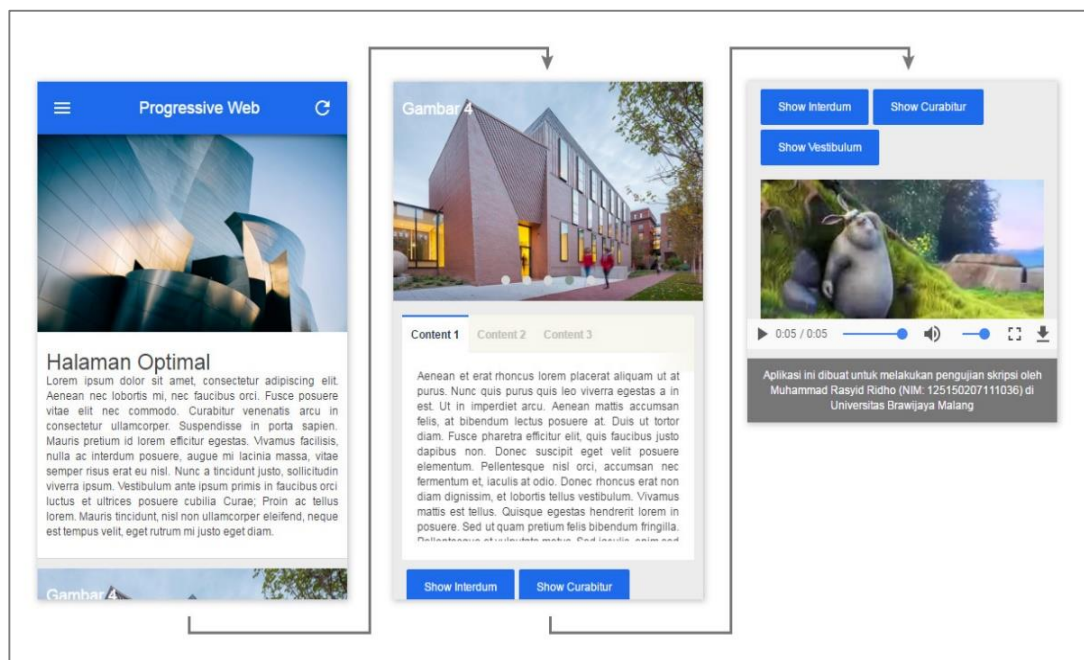 Progressive Web
Halaman Optimal
Lorem ipsum dolor sit amet, consectetur adipiscing elit.
Aenean nec lobortis mi, nec faucibus orci. Fusce posuere
vitae elit nec commodo. Curabitur venenatis arcu in
consectetur ullamcorper. Suspendisse in porta sapien.
Mauris pretium id lorem efficitur egestas. Vivamus facilisis,
nulla ac interdum posuere, augue mi lacinia massa, vitae
semper risus erat eu nisl. Nunc a tincidunt justo, sollicitudin
viverra ipsum. Vestibulum ante ipsum primis in faucibus orci
luctus et ultrices posuere cubilia Curae; Proin ac tellus
lorem. Mauris tincidunt, nisl non ullamcorper eleifend, neque
est tempus velit, eget rutrum mi justo eget diam.
Gambar 4
Gambar 4
Content 1 Content 2 Content 3
Aenean et erat rhoncus lorem placerat aliquam ut at
purus. Nunc quis purus quis leo viverra egestas a in
est. Ut in imperdiet arcu. Aenean mattis accumsan
felis, at bibendum lectus posuere at. Duis ut tortor
diam. Fusce pharetra efficitur elit, quis faucibus justo
dapibus non. Donec suscipit eget velit posuere
elementum. Pellentesque nisl orci, accumsan nec
fermentum et, iaculis at odio. Donec rhoncus erat non
diam dignissim, et lobortis tellus vestibulum. Vivamus
mattis est tellus. Quisque egestas hendrerit lorem in
posuere. Sed ut quam pretium felis bibendum fringilla.
Pellentesque et vulputate metus. Sed iaculis, enim sed
Show Interdum Show Curabitur
Show Interdum Show Curabitur
Show Vestibulum
0:05 / 0:05
Aplikasi ini dibuat untuk melakukan pengujian skripsi oleh
Muhammad Rasyid Ridho (NIM: 125150207111036) di
Universitas Brawijaya Malang